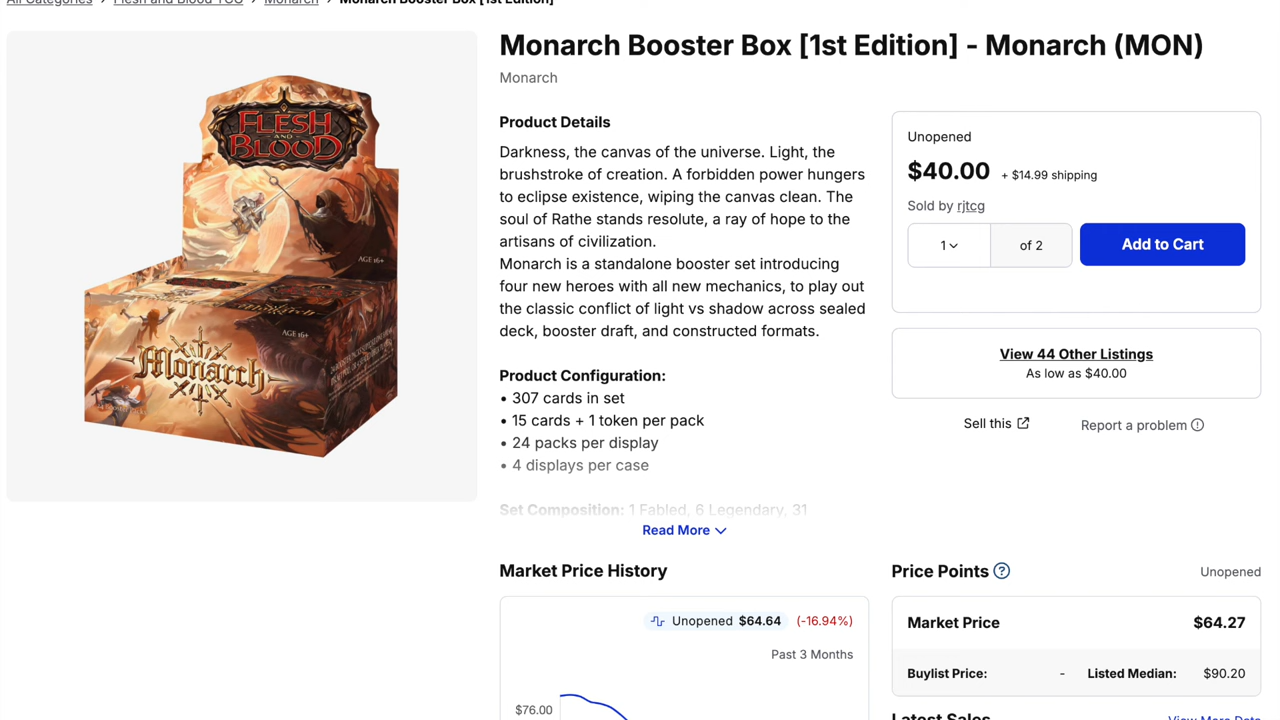 All Categories > Flesh and Blood TCG > Monarch > Monarch Booster Box [1st Edition]
Monarch Booster Box [1st Edition] - Monarch (MON)
Monarch
FLESH
AND
BLOOD
AGE 16+
AGE 16+
Monarch
Product Details
Darkness, the canvas of the universe. Light, the
brushstroke of creation. A forbidden power hungers
to eclipse existence, wiping the canvas clean. The
soul of Rathe stands resolute, a ray of hope to the
artisans of civilization.
Monarch is a standalone booster set introducing
four new heroes with all new mechanics, to play out
the classic conflict of light vs shadow across sealed
deck, booster draft, and constructed formats.
Product Configuration:
• 307 cards in set
• 15 cards + 1 token per pack
• 24 packs per display
• 4 displays per case
Set Composition: 1 Fabled, 6 Legendary, 31
Read More
Unopened
$40.00 + $14.99 shipping
Sold by rjtcg
1 of 2 Add to Cart
View 44 Other Listings
As low as $40.00
Sell this Report a problem
Market Price History
Unopened $64.64 (-16.94%)
Past 3 Months
$76.00
Price Points ? Unopened
Market Price $64.27
Buylist Price: - Listed Median: $90.20
Latest Sales View More Data